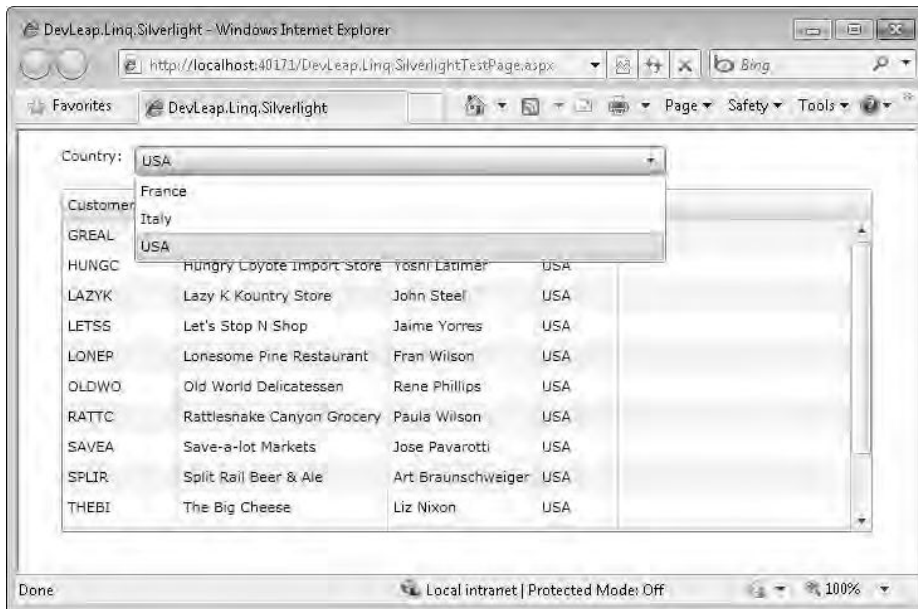 DevLeap.Linq.Silverlight - Windows Internet Explorer
http://localhost:40171/DevLeap.Linq.SilverlightTestPage.aspx Bing
Favorites DevLeap.Linq.Silverlight Page Safety Tools
Country: USA
France
Italy
USA
Customer
GREAL
HUNGC Hungry Coyote Import Store Yoshi Latimer USA
LAZYK Lazy K Kountry Store John Steel USA
LETSS Let's Stop N Shop Jaime Yorres USA
LONEP Lonesome Pine Restaurant Fran Wilson USA
OLDWO Old World Delicatessen Rene Phillips USA
RATTC Rattlesnake Canyon Grocery Paula Wilson USA
SAVEA Save-a-lot Markets Jose Pavarotti USA
SPLIR Split Rail Beer & Ale Art Braunschweiger USA
THEBI The Big Cheese Liz Nixon USA
Done Local intranet | Protected Mode: Off 100%